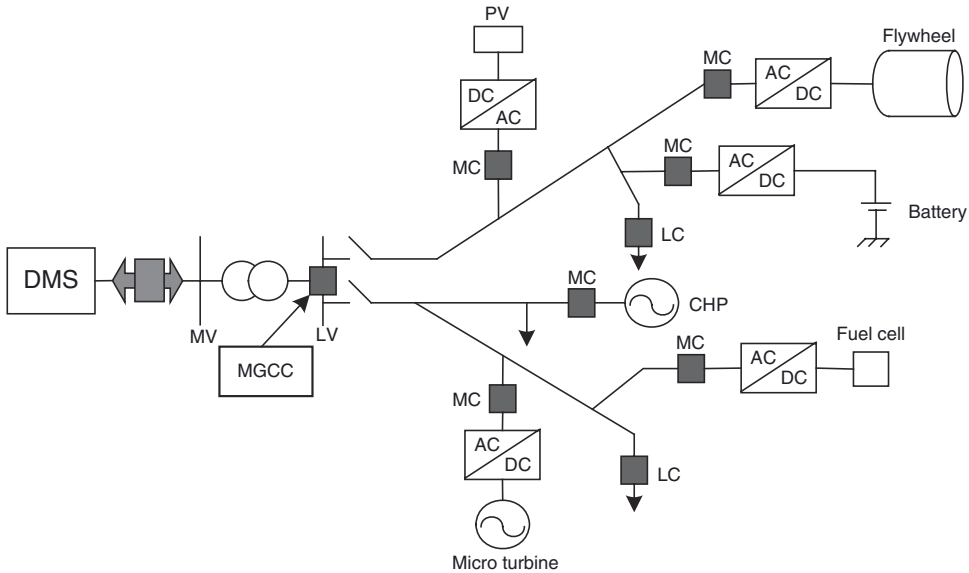 PV
DC
AC
MC
MC
AC
DC
Flywheel
MC
AC
DC
Battery
LC
DMS
MV
LV
MGCC
MC
CHP
MC
AC
DC
Fuel cell
MC
AC
DC
LC
Micro turbine